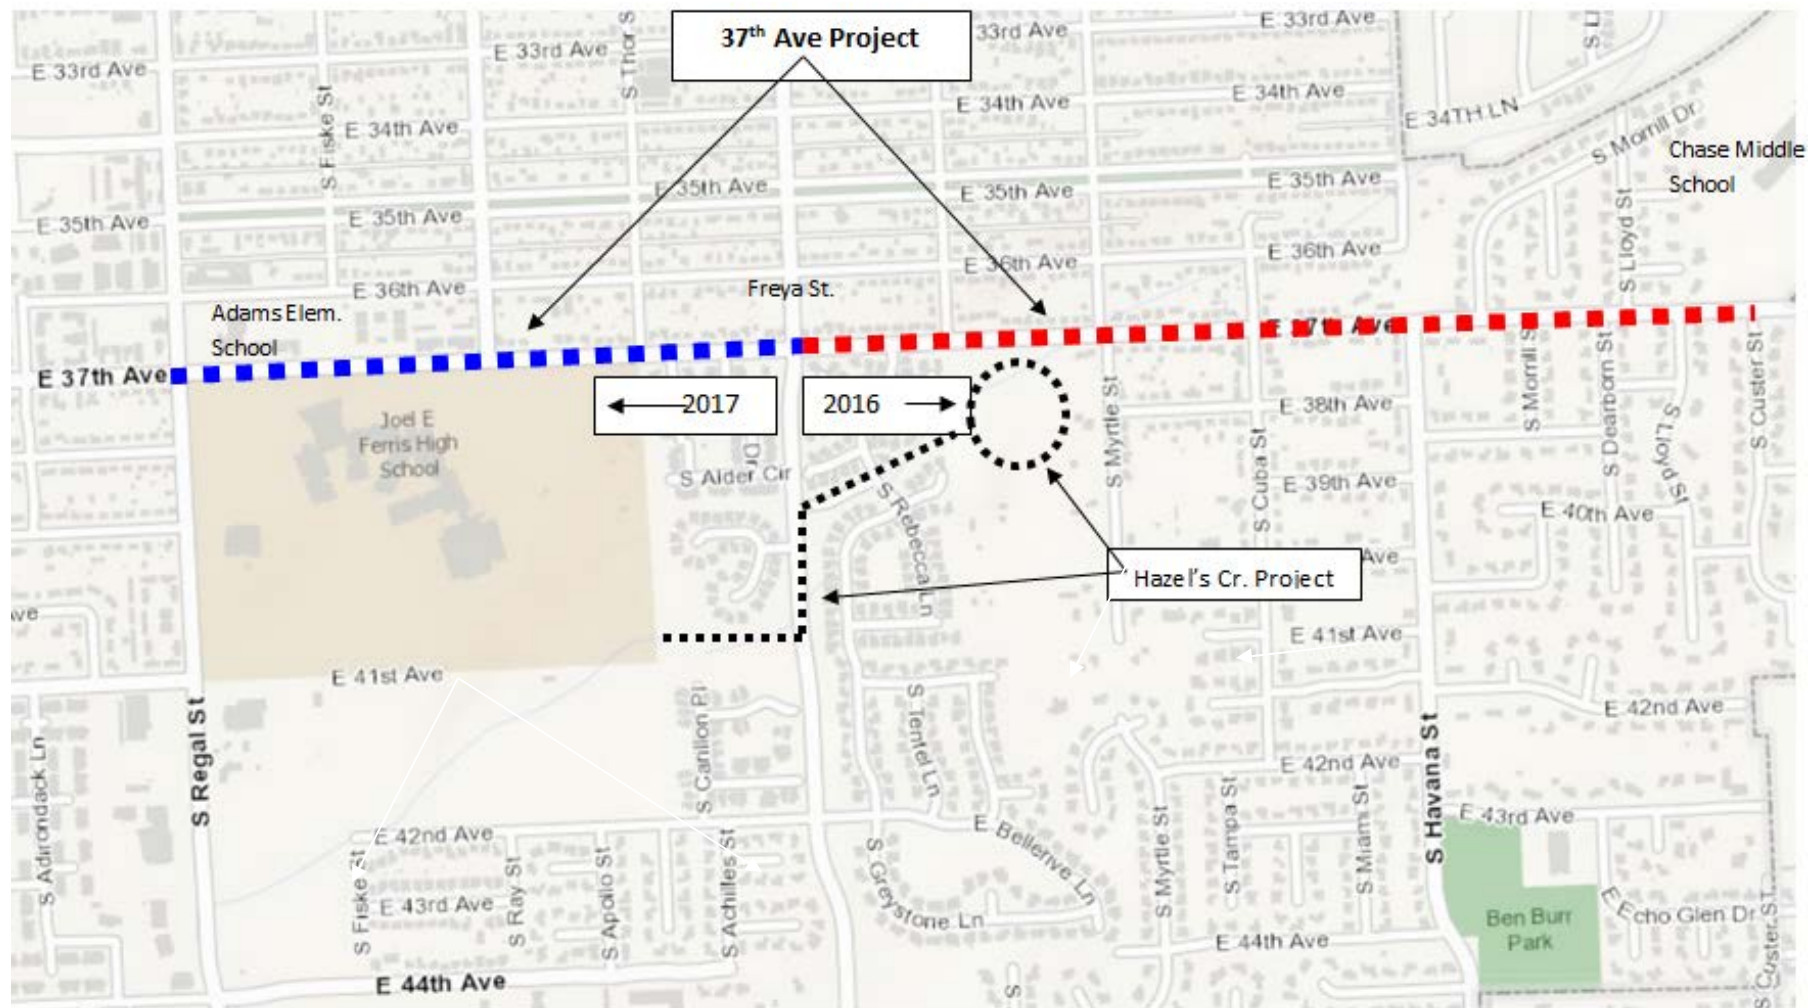 E 33rd Ave
E 33rd Ave
S Thor S
37th Ave Project
33rd Ave
E 33rd Ave
S Fiske St
E 34th Ave
E 34th Ave
E 34th Ave
E 34TH LN
S Morrill Dr
Chase Middle
School
E 35th Ave
E 35th Ave
E 35th Ave
E 35th Ave
E 35th Ave
S Lloyd St
E 36th Ave
E 36th Ave
E 36th Ave
Freya St.
Adams Elem.
School
E 37th Ave
E 37th Ave
2017
2016
Joel E
Ferris High
School
S Alder Cir
Dr
S Rebecca Ln
S Myrtle St
E 38th Ave
S Cuba St
E 39th Ave
S Morrill S
S Dearborn St
S Lloyd St
S Custer St
E 40th Ave
Ave
Hazel's Cr. Project
ve
E 41st Ave
E 41st Ave
S Regal St
S Adirondack Ln
S Carillon Pl
S Tentel Ln
E 42nd Ave
E 42nd Ave
E 42nd Ave
S Havana St
E 43rd Ave
S Fiske St
S Ray St
S Apollo St
S Achilles St
E 43rd Ave
S Greystone Ln
E Bellerive Ln
S Myrtle St
S Tampa St
S Miami St
Ben Burr
Park
E Echo Glen Dr
S Custer ST
E 44th Ave
E 44th Ave
S